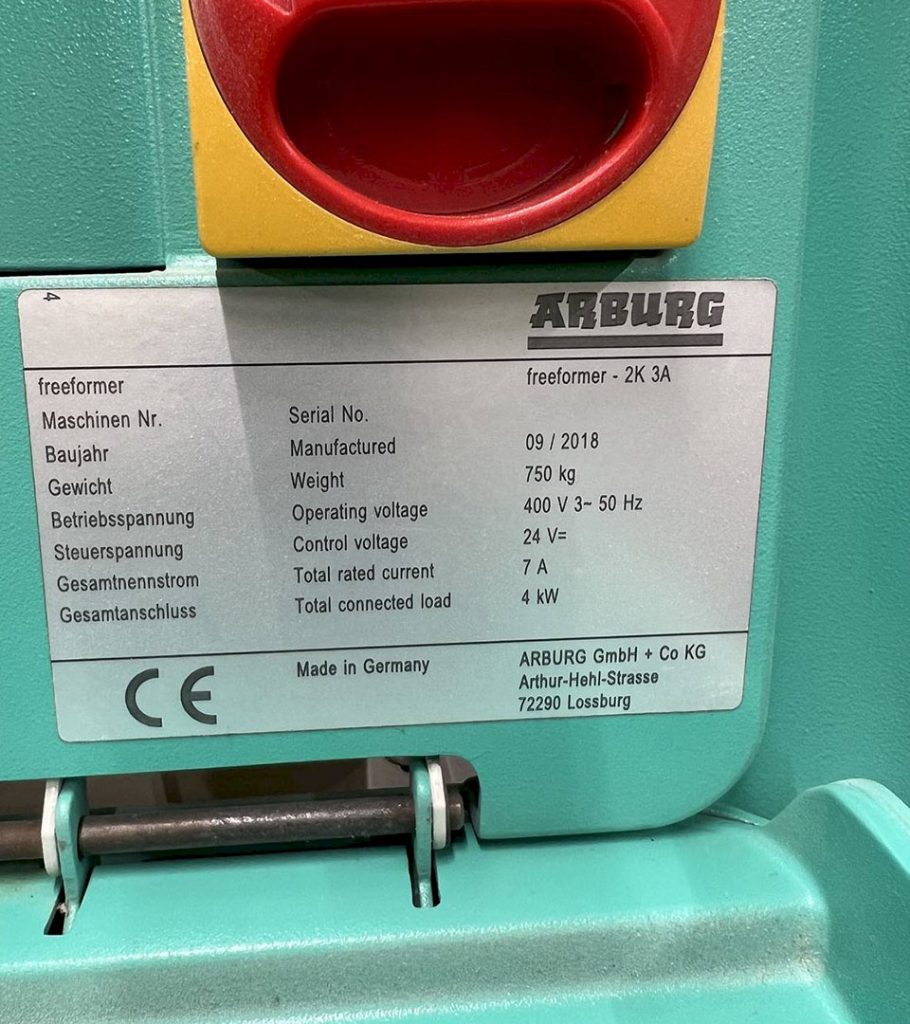 4
ARBURG
freeformer freeformer - 2K 3A
Maschinen Nr. Serial No.
Baujahr Manufactured 09 / 2018
Gewicht Weight 750 kg
Betriebsspannung Operating voltage 400 V 3~ 50 Hz
Steuerspannung Control voltage 24 V=
Gesamtnennstrom Total rated current 7 A
Gesamtanschluss Total connected load 4 kW
CE Made in Germany ARBURG GmbH + Co KG
Arthur-Hehl-Strasse
72290 Lossburg